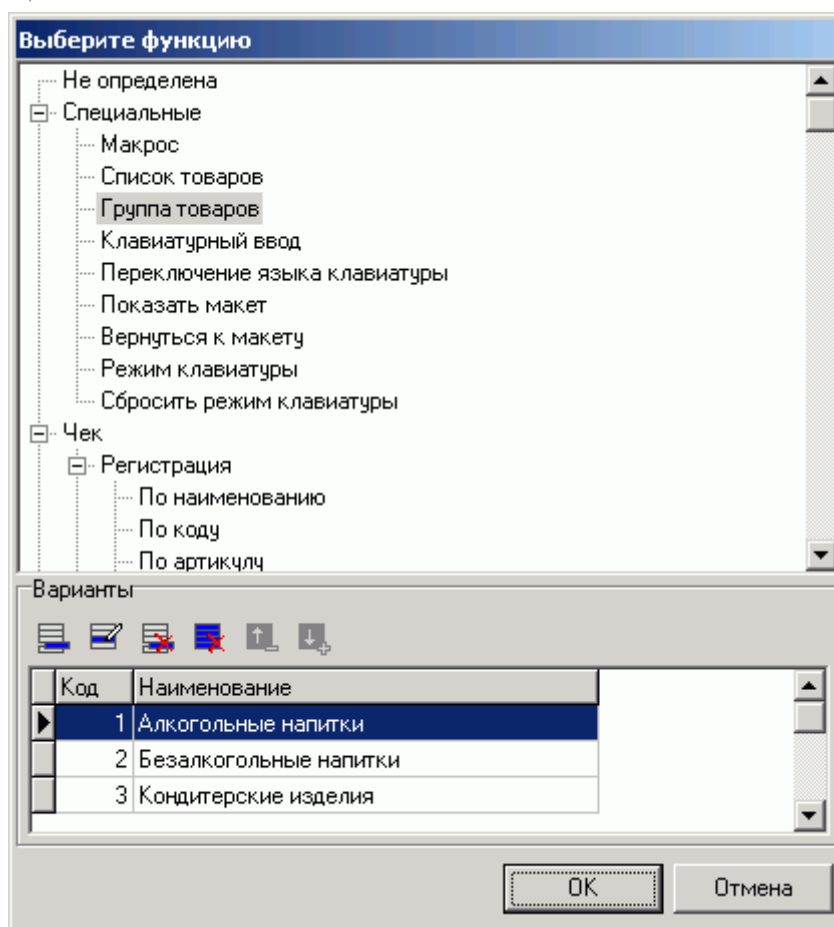 Выберите функцию
Не определена
Специальные
Макрос
Список товаров
Группа товаров
Клавиатурный ввод
Переключение языка клавиатуры
Показать макет
Вернуться к макету
Режим клавиатуры
Сбросить режим клавиатуры
Чек
Регистрация
По наименованию
По коду
По артикулу
Варианты
Код Наименование
1 Алкогольные напитки
2 Безалкогольные напитки
3 Кондитерские изделия
OK Отмена